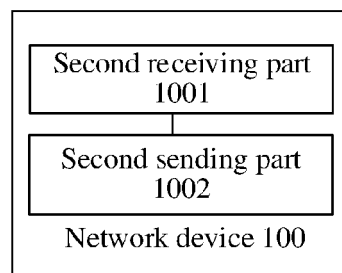 Second receiving part
1001
Second sending part
1002
Network device 100